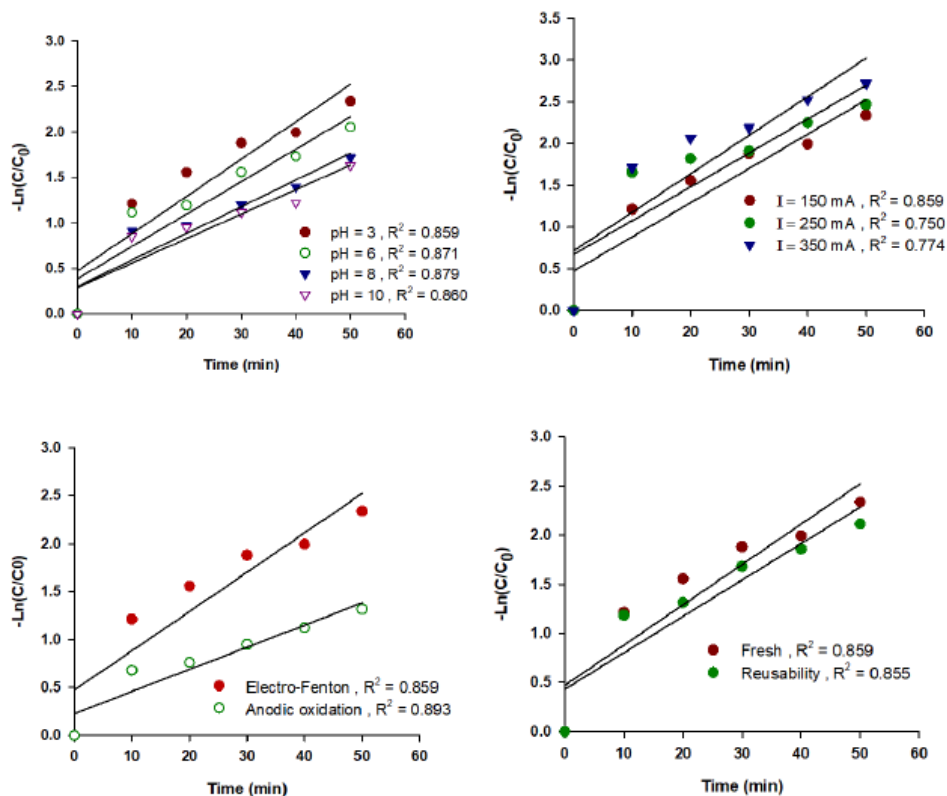 -Ln(C/C₀)
3.0
2.5
2.0
1.5
1.0
0.5
0.0
pH = 3 , R² = 0.859
pH = 6 , R² = 0.871
pH = 8 , R² = 0.879
pH = 10 , R² = 0.860
0 10 20 30 40 50 60
Time (min)
-Ln(C/C₀)
3.5
3.0
2.5
2.0
1.5
1.0
0.5
0.0
I = 150 mA , R² = 0.859
I = 250 mA , R² = 0.750
I = 350 mA , R² = 0.774
0 10 20 30 40 50 60
Time (min)
-Ln(C/C0)
3.0
2.5
2.0
1.5
1.0
0.5
0.0
Electro-Fenton , R² = 0.859
Anodic oxidation , R² = 0.893
0 10 20 30 40 50 60
Time (min)
-Ln(C/C₀)
3.0
2.5
2.0
1.5
1.0
0.5
0.0
Fresh , R² = 0.859
Reusability , R² = 0.855
0 10 20 30 40 50 60
Time (min)